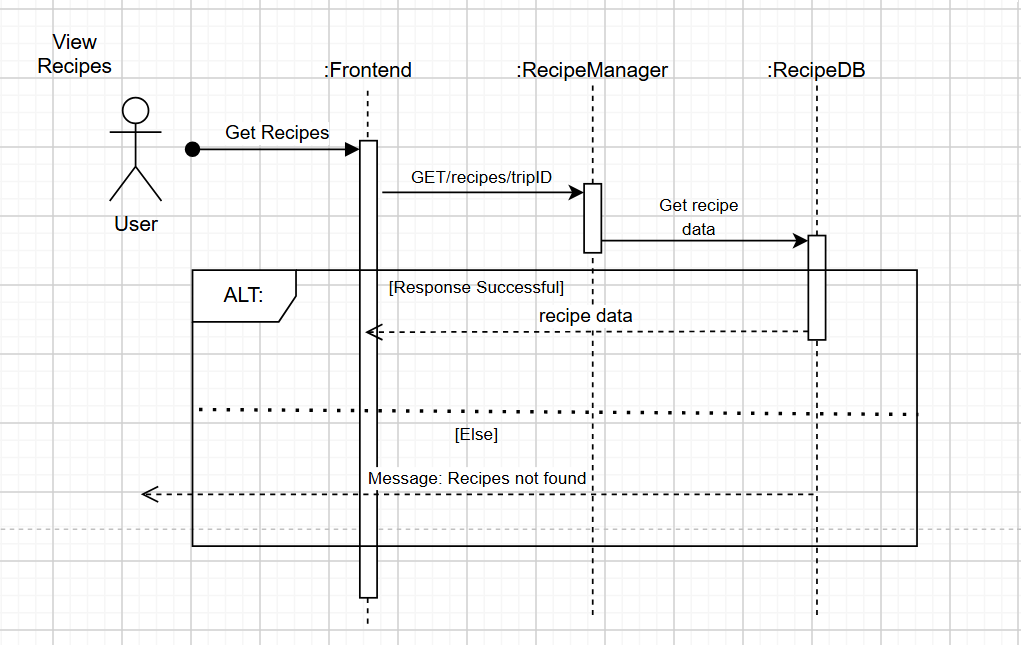 View
Recipes
:Frontend
:RecipeManager
:RecipeDB
Get Recipes
User
GET/recipes/tripID
Get recipe
data
ALT:
[Response Successful]
recipe data
[Else]
Message: Recipes not found